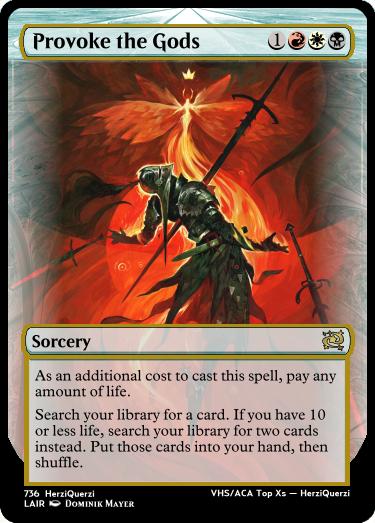 Provoke the Gods 1
Sorcery
As an additional cost to cast this spell, pay any
amount of life.
Search your library for a card. If you have 10
or less life, search your library for two cards
instead. Put those cards into your hand, then
shuffle.
736 HerziQuerzi VHS/ACA Top Xs — HerziQuerzi
LAIR Dominik Mayer